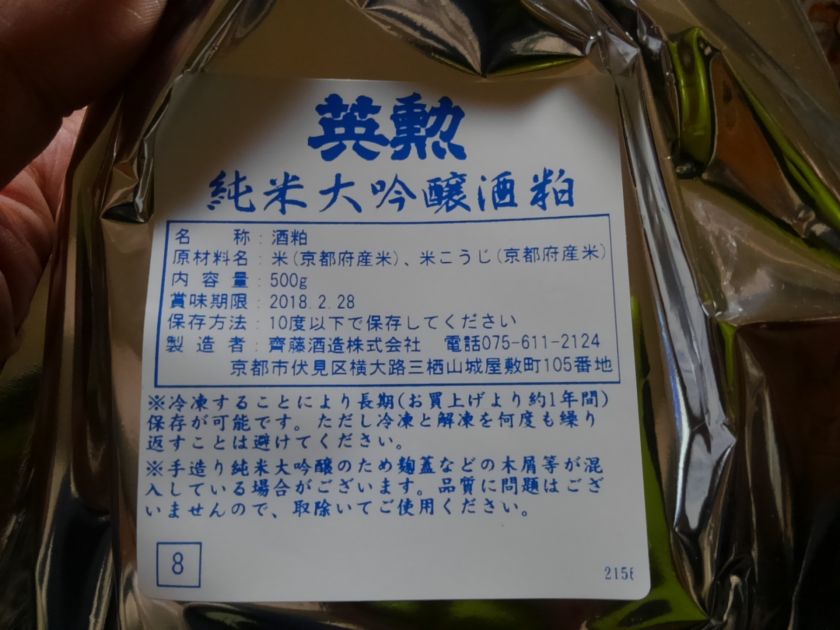 英勲
純米大吟醸酒粕
名　　称：酒粕
原材料名：米(京都府産米)、米こうじ(京都府産米)
内 容 量：500g
賞味期限：2018.2.28
保存方法：10度以下で保存してください
製 造 者：齊藤酒造株式会社　電話075-611-2124
京都市伏見区横大路三栖山城屋敷町105番地
※冷凍することにより長期(お買上げより約1年間)
保存が可能です。ただし冷凍と解凍を何度も繰り
返すことは避けてください。
※手造り純米大吟醸のため麹蓋などの木屑等が混
入している場合がございます。品質に問題はござ
いませんので、取除いてご使用ください。
8